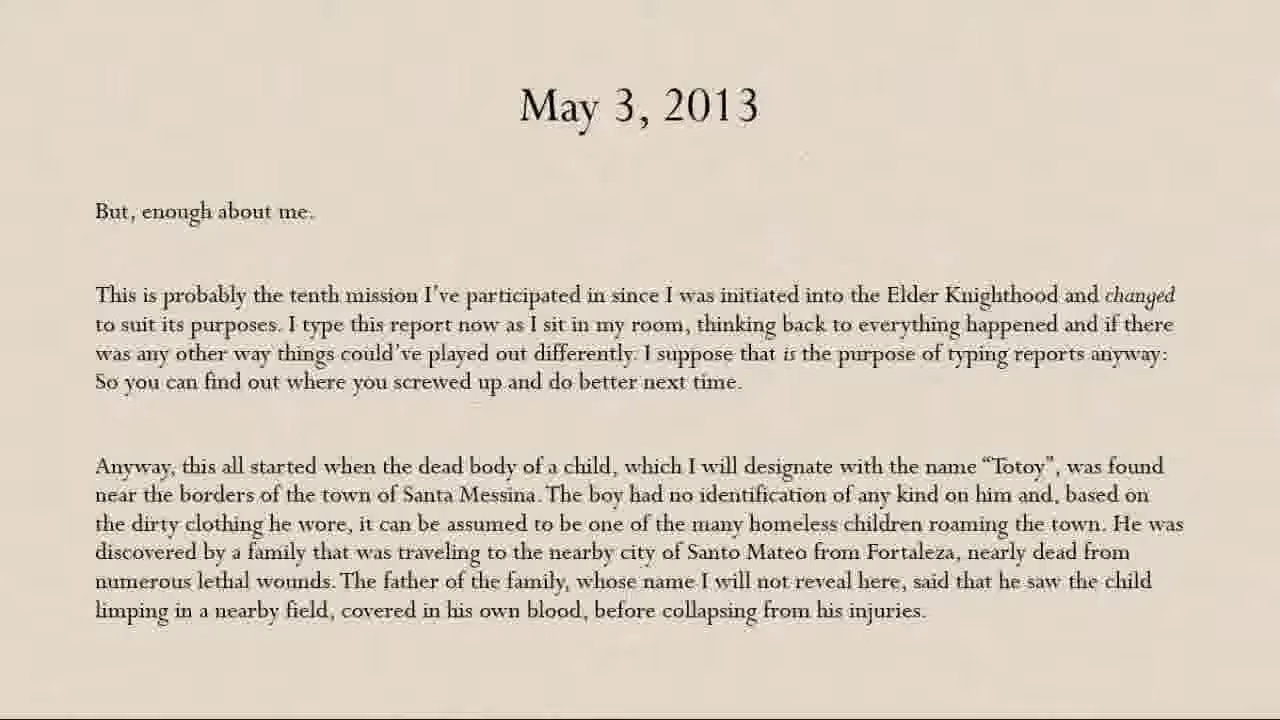 May 3, 2013
But, enough about me.
This is probably the tenth mission I've participated in since I was initiated into the Elder Knighthood and changed
to suit its purposes. I type this report now as I sit in my room, thinking back to everything happened and if there
was any other way things could've played out differently. I suppose that is the purpose of typing reports anyway:
So you can find out where you screwed up and do better next time.
Anyway, this all started when the dead body of a child, which I will designate with the name “Totoy”, was found
near the borders of the town of Santa Messina. The boy had no identification of any kind on him and, based on
the dirty clothing he wore, it can be assumed to be one of the many homeless children roaming the town. He was
discovered by a family that was traveling to the nearby city of Santo Mateo from Fortaleza, nearly dead from
numerous lethal wounds. The father of the family, whose name I will not reveal here, said that he saw the child
limping in a nearby field, covered in his own blood, before collapsing from his injuries.